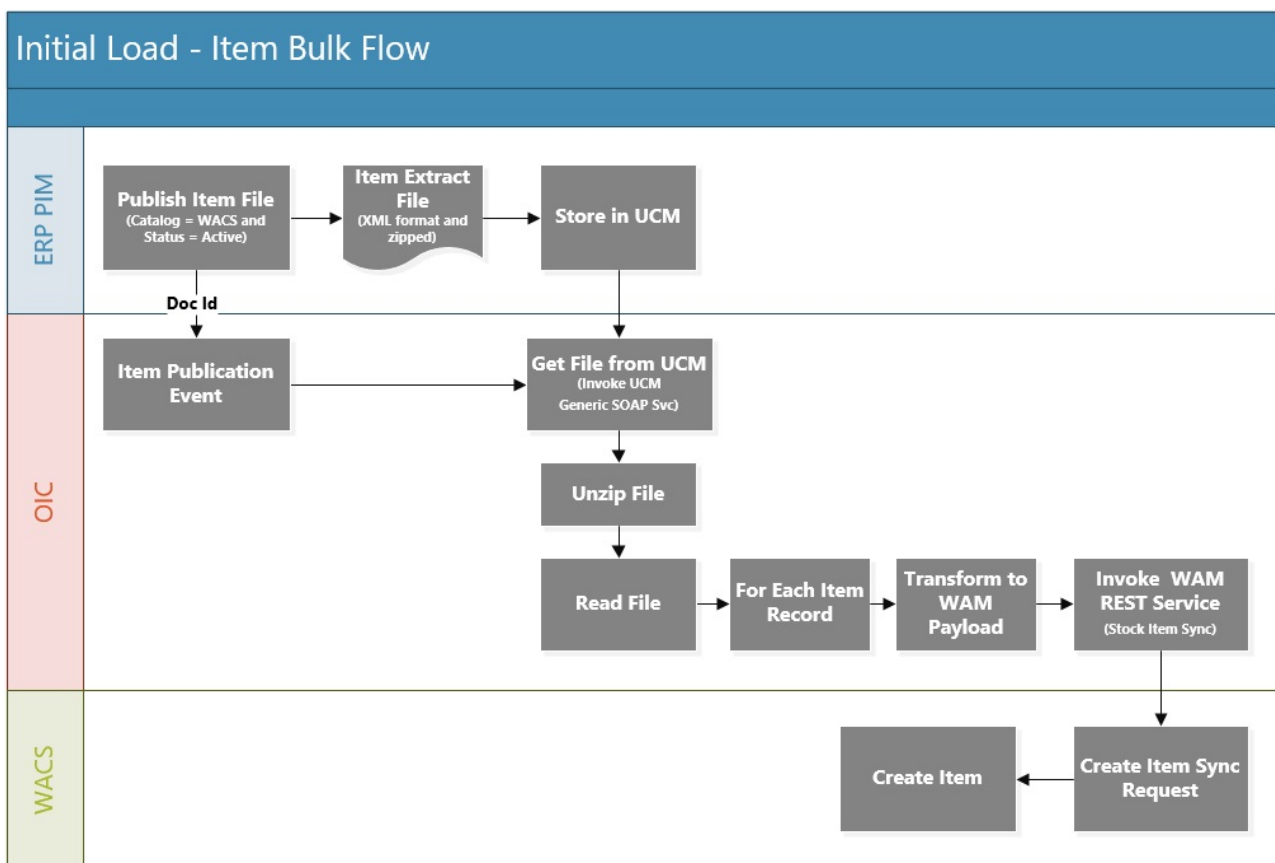 Initial Load - Item Bulk Flow
ERP PIM
Publish Item File
(Catalog = WACS and
Status = Active)
Item Extract
File
(XML format and
zipped)
Store in UCM
Doc Id
OIC
Item Publication
Event
Get File from UCM
(Invoke UCM
Generic SOAP Svc)
Unzip File
Read File
For Each Item
Record
Transform to
WAM
Payload
Invoke WAM
REST Service
(Stock Item Sync)
WACS
Create Item
Create Item Sync
Request